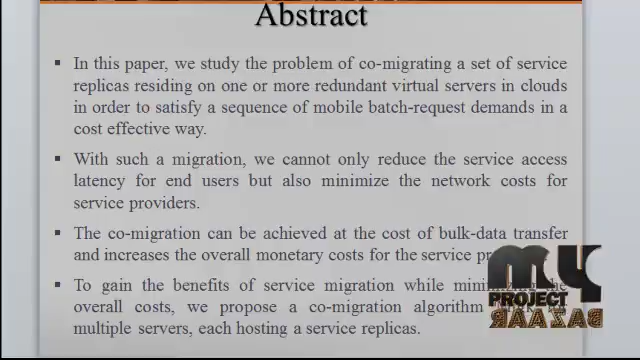 Abstract
▪ In this paper, we study the problem of co-migrating a set of service
replicas residing on one or more redundant virtual servers in clouds
in order to satisfy a sequence of mobile batch-request demands in a
cost effective way.
▪ With such a migration, we cannot only reduce the service access
latency for end users but also minimize the network costs for
service providers.
▪ The co-migration can be achieved at the cost of bulk-data transfer
and increases the overall monetary costs for the service
▪ To gain the benefits of service migration while the
overall costs, we propose a co-migration algorithm
multiple servers, each hosting a service replicas.
MY
PROJECT
BAZAAR